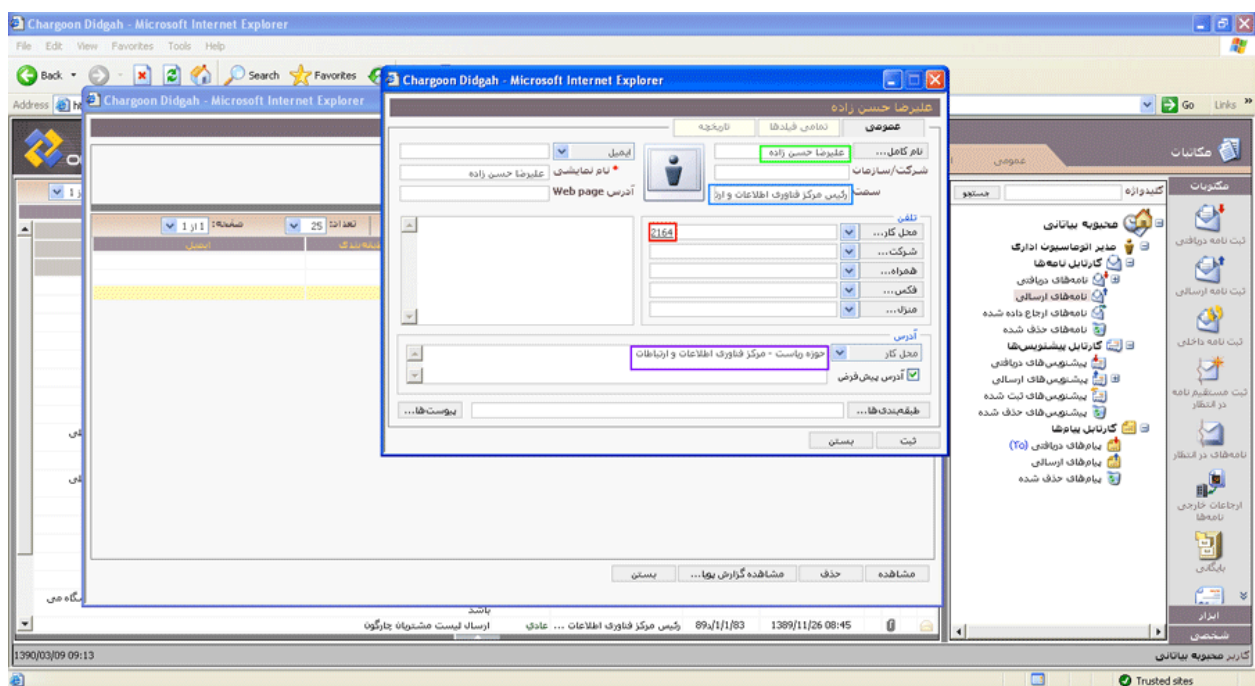 Chargoon Didgah - Microsoft Internet Explorer
File Edit View Favorites Tools Help
Back Search Favorites
Address Go Links
Chargoon Didgah - Microsoft Internet Explorer
Chargoon Didgah - Microsoft Internet Explorer
علیرضا حسن زاده
عمومی تمامی فیلدها تاریخچه
نام کامل... علیرضا حسن زاده ایمیل
شرکت/سازمان * نام نمایشی علیرضا حسن زاده
سمت رئیس مرکز فناوری اطلاعات و ارت آدرس Web page
تلفن
محل کار... 2164
شرکت...
همراه...
فکس...
منزل...
آدرس
محل کار حوزه ریاست - مرکز فناوری اطلاعات و ارتباطات
آدرس پیش‌فرض
طبقه‌بندی‌ها... پیوست‌ها...
ثبت بستن
تعداد: 25 صفحه: 1 از 1
ایمیل
مشاهده حذف مشاهده گزارش پویا... بستن
باشد
1389/11/26 08:45 89/د/1/1/83 رئیس مرکز فناوری اطلاعات ... عادی ارسال لیست مشتریان چارگون
مکاتبات
عمومی
کلیدواژه جستجو
محبوبه بیاتانی
مدیر اتوماسیون اداری
کارتابل نامه‌ها
نامه‌های دریافتی
نامه‌های ارسالی
نامه‌های ارجاع داده شده
نامه‌های حذف شده
کارتابل پیشنویس‌ها
پیشنویس‌های دریافتی
پیشنویس‌های ارسالی
پیشنویس‌های ثبت شده
پیشنویس‌های حذف شده
کارتابل پیام‌ها
پیام‌های دریافتی (To)
پیام‌های ارسالی
پیام‌های حذف شده
مکتوبات
ثبت نامه دریافتی
ثبت نامه ارسالی
ثبت نامه داخلی
ثبت مستقیم نامه
در انتظار
نامه‌های در انتظار
ارجاعات خارجی
نامه‌ها
بایگانی
ابزار
شخصی
کاربر محبوبه بیاتانی
1390/03/09 09:13
Trusted sites